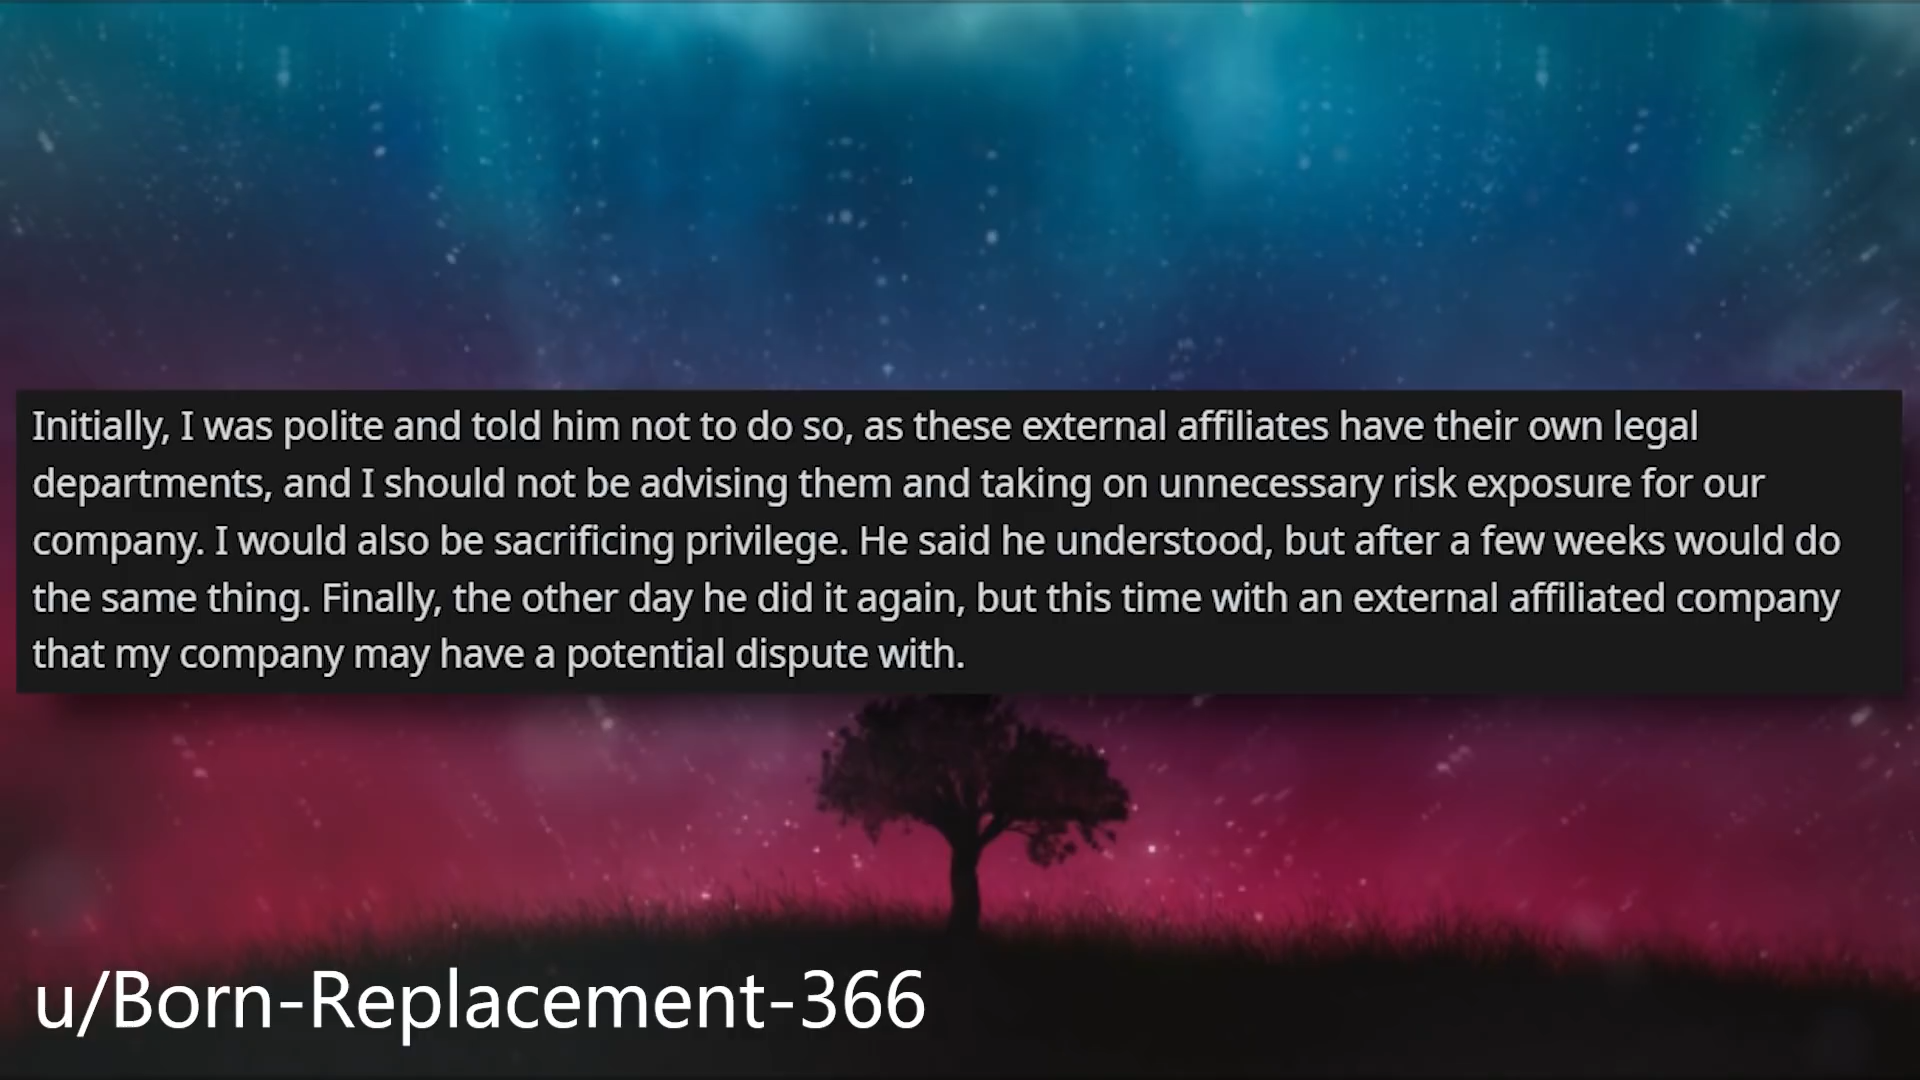 Initially, I was polite and told him not to do so, as these external affiliates have their own legal
departments, and I should not be advising them and taking on unnecessary risk exposure for our
company. I would also be sacrificing privilege. He said he understood, but after a few weeks would do
the same thing. Finally, the other day he did it again, but this time with an external affiliated company
that my company may have a potential dispute with.
u/Born-Replacement-366